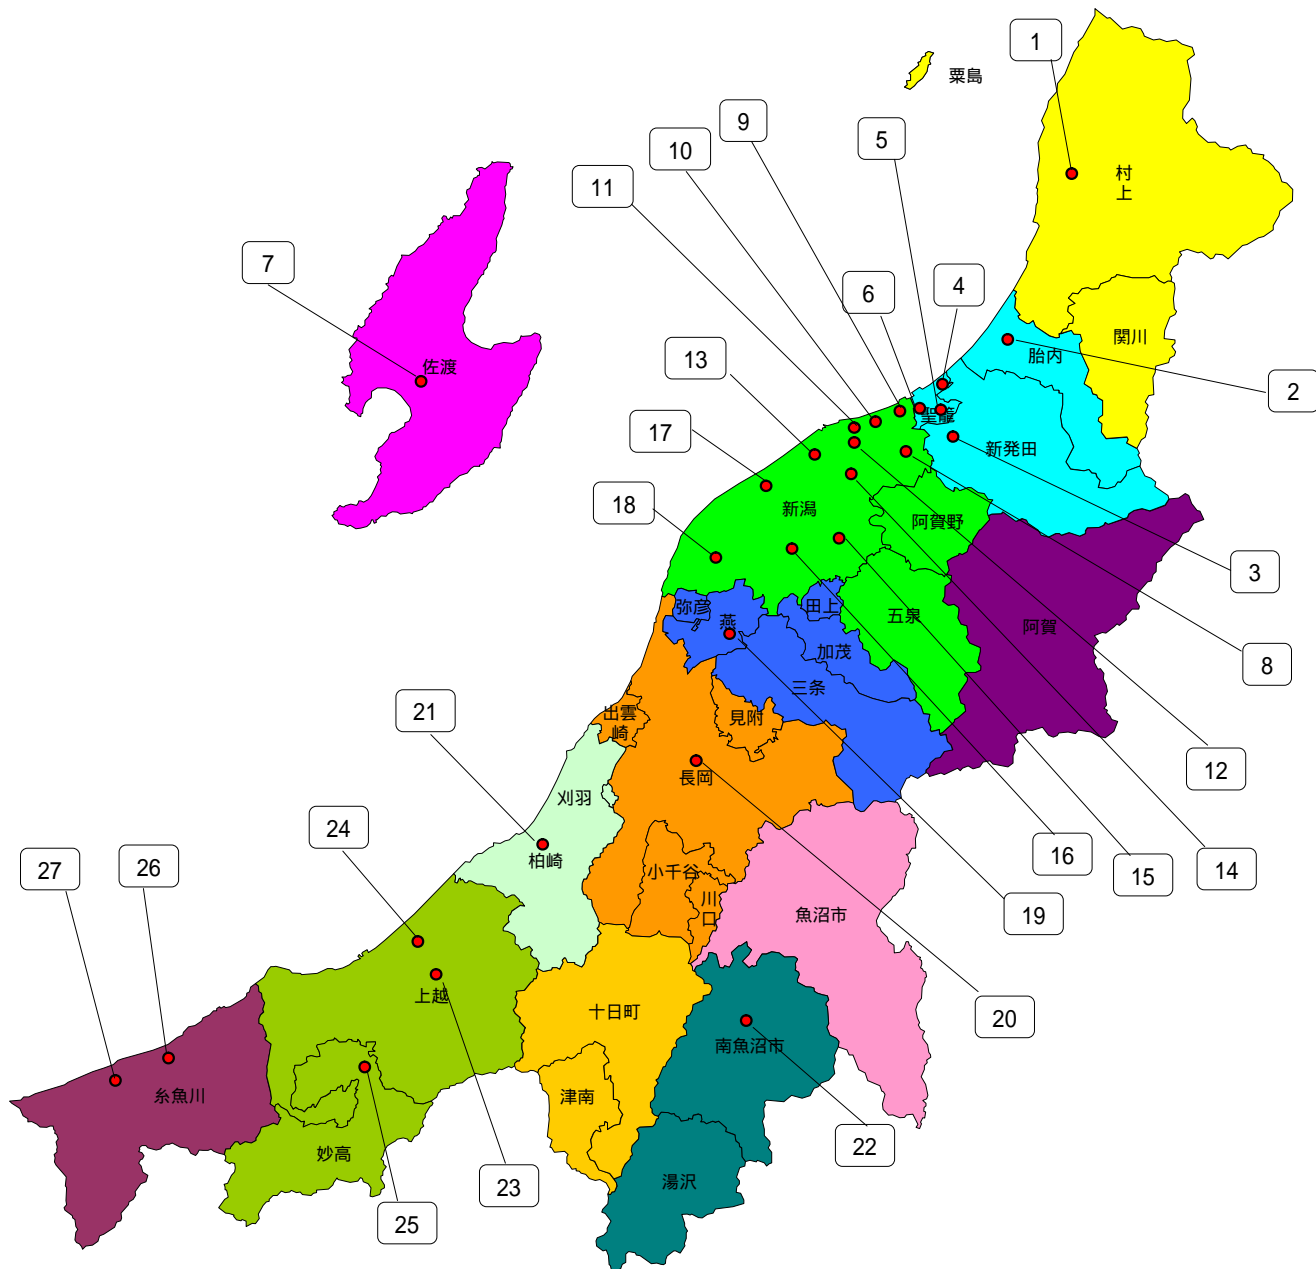 1
粟島
9
5
10
村
上
11
7
4
6
関川
胎内
佐渡
13
2
聖籠
17
新発田
新潟
18
阿賀野
3
弥彦
田上
燕
五泉
阿賀
加茂
8
三条
21
出雲
崎
見附
12
長岡
刈羽
24
柏崎
16
27
26
小千谷
15
14
川
口
魚沼市
19
上越
十日町
20
南魚沼市
糸魚川
津南
妙高
22
湯沢
23
25